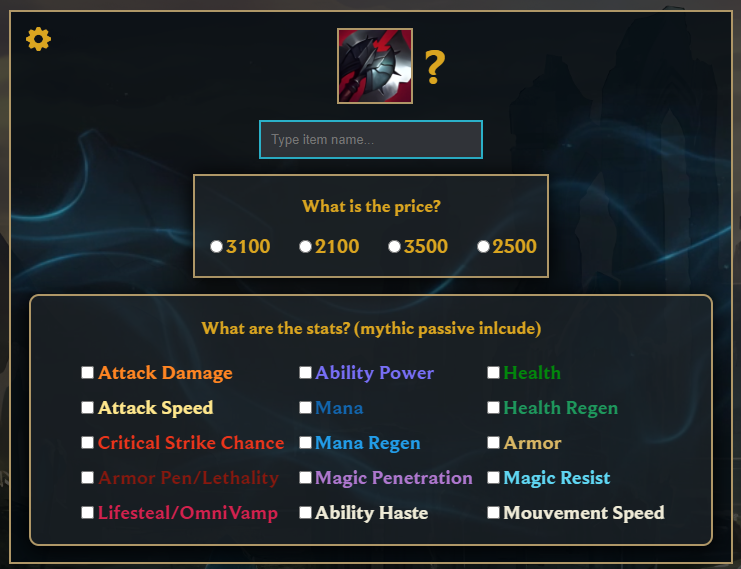 ?
Type item name...
What is the price?
3100 2100 3500 2500
What are the stats? (mythic passive inlcude)
Attack Damage Ability Power Health
Attack Speed Mana Health Regen
Critical Strike Chance Mana Regen Armor
Armor Pen/Lethality Magic Penetration Magic Resist
Lifesteal/OmniVamp Ability Haste Mouvement Speed